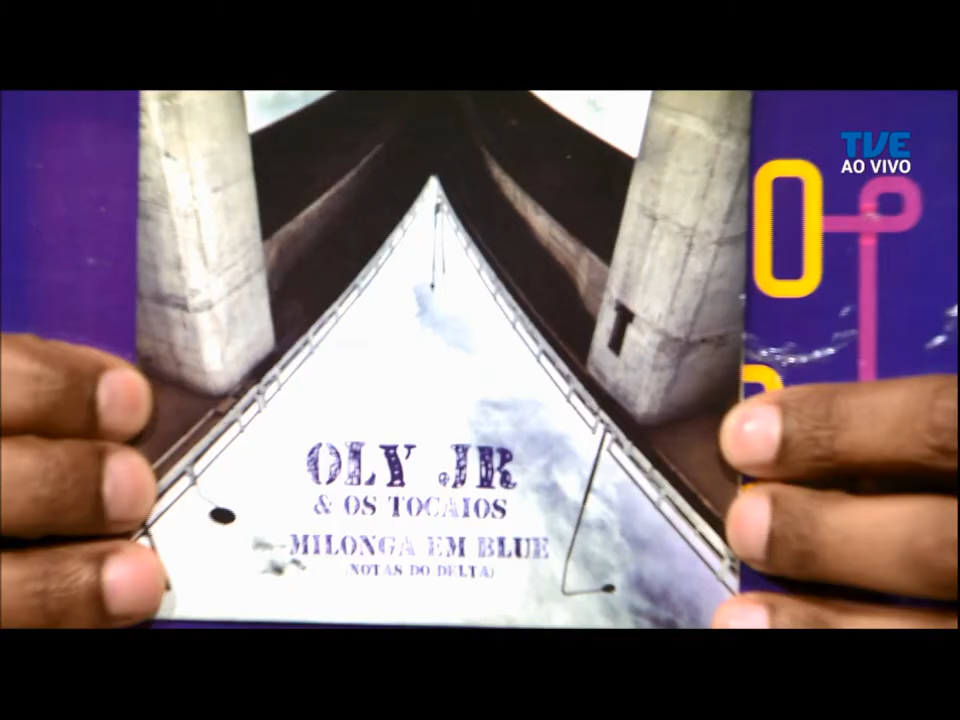 TVE
AO VIVO
OLY JR
& OS TOCAIOS
MILONGA EM BLUE
(NOTAS DO DELTA)